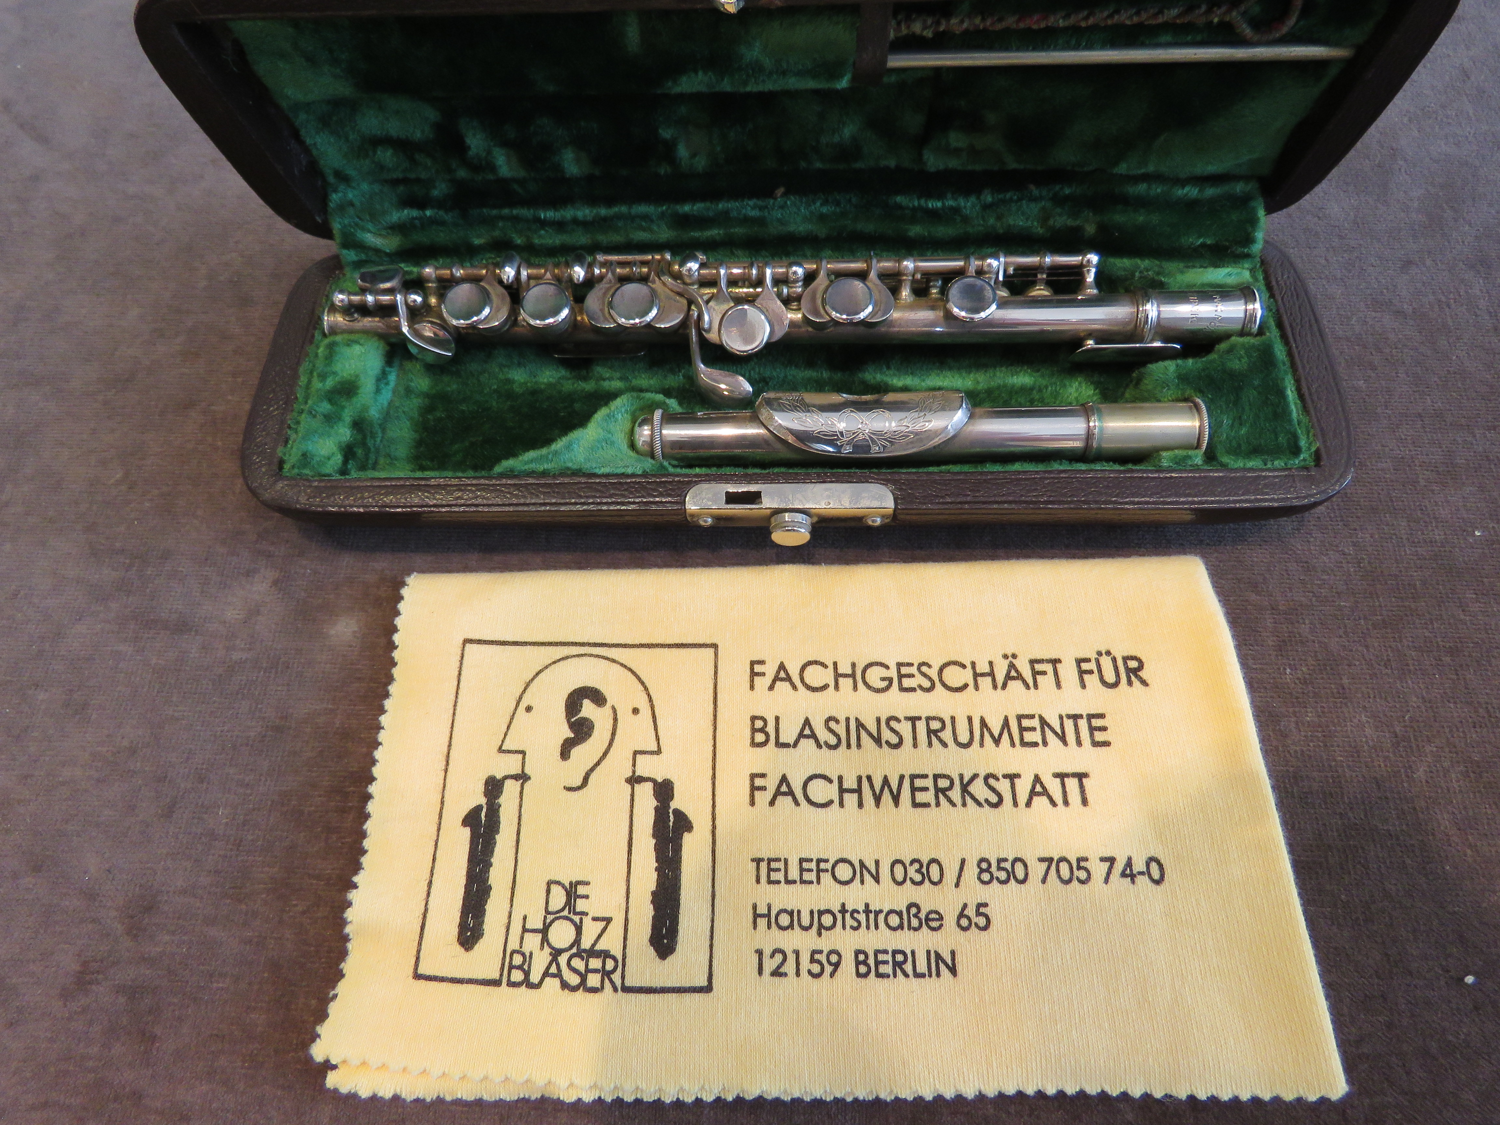 FACHGESCHÄFT FÜR
BLASINSTRUMENTE
FACHWERKSTATT
TELEFON 030 / 850 705 74-0
Hauptstraße 65
12159 BERLIN
DIE
HOLZ
BLÄSER